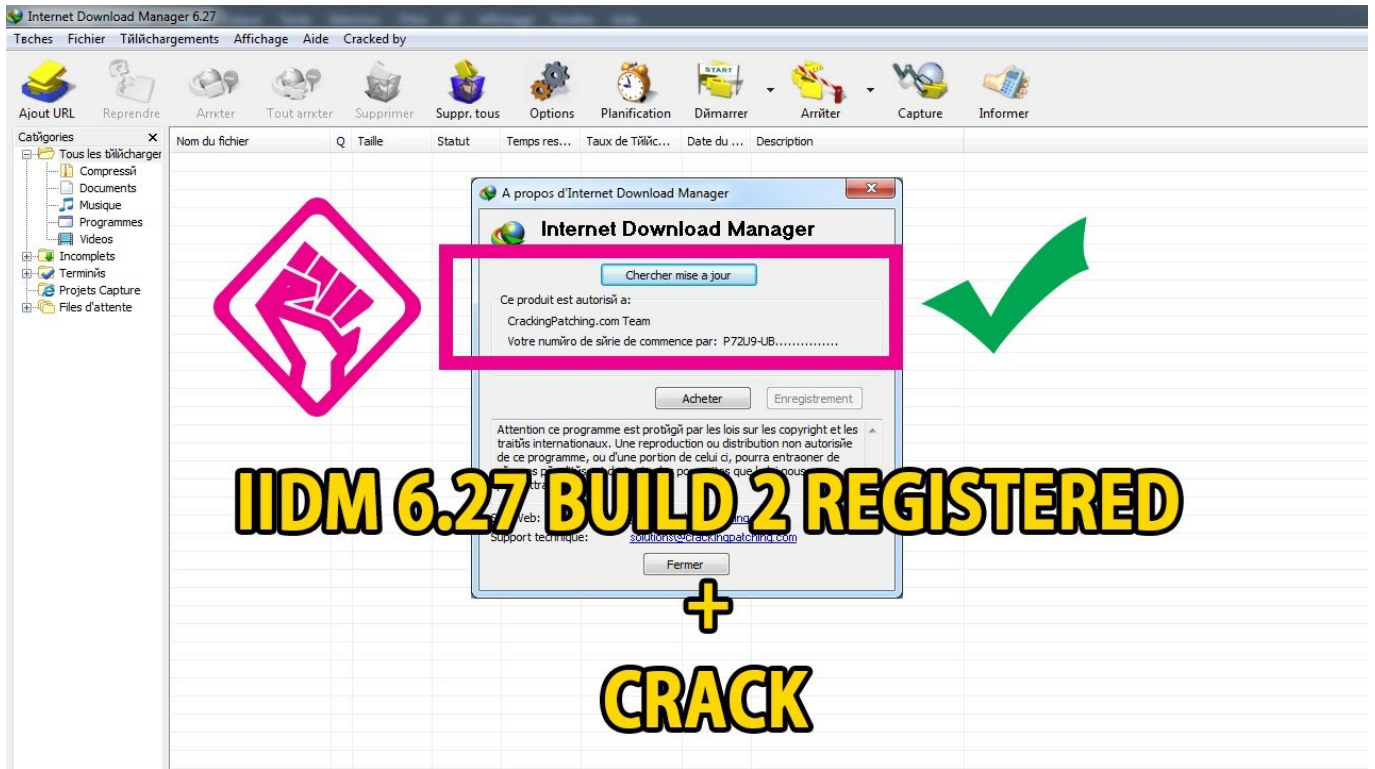 Internet Download Manager 6.27
Tвches Fichier Tйlйchargements Affichage Aide Cracked by
START
Ajout URL Reprendre Arrкter Tout arrкter Supprimer Suppr. tous Options Planification Dйmarrer Arrйter Capture Informer
Catйgories x
Nom du fichier Q Taille Statut Temps res... Taux de Tйlйc... Date du ... Description
Tous les tйlйcharger
Compressй
Documents
Musique
Programmes
Videos
Incomplets
Terminйs
Projets Capture
Files d'attente
A propos d'Internet Download Manager
Internet Download Manager
Chercher mise a jour
Ce produit est autorisй a:
CrackingPatching.com Team
Votre numйro de sйrie de commence par: P72U9-UB...............
Acheter Enregistrement
Attention ce programme est protйgй par les lois sur les copyright et les
traitйs internationaux. Une reproduction ou distribution non autorisйe
de ce programme, ou d'une portion de celui ci, pourra entraоner de
IIDM 6.27 BUILD 2 REGISTERED
Web:
Support technique: solutions@crackingpatching.com
Fermer
+
CRACK